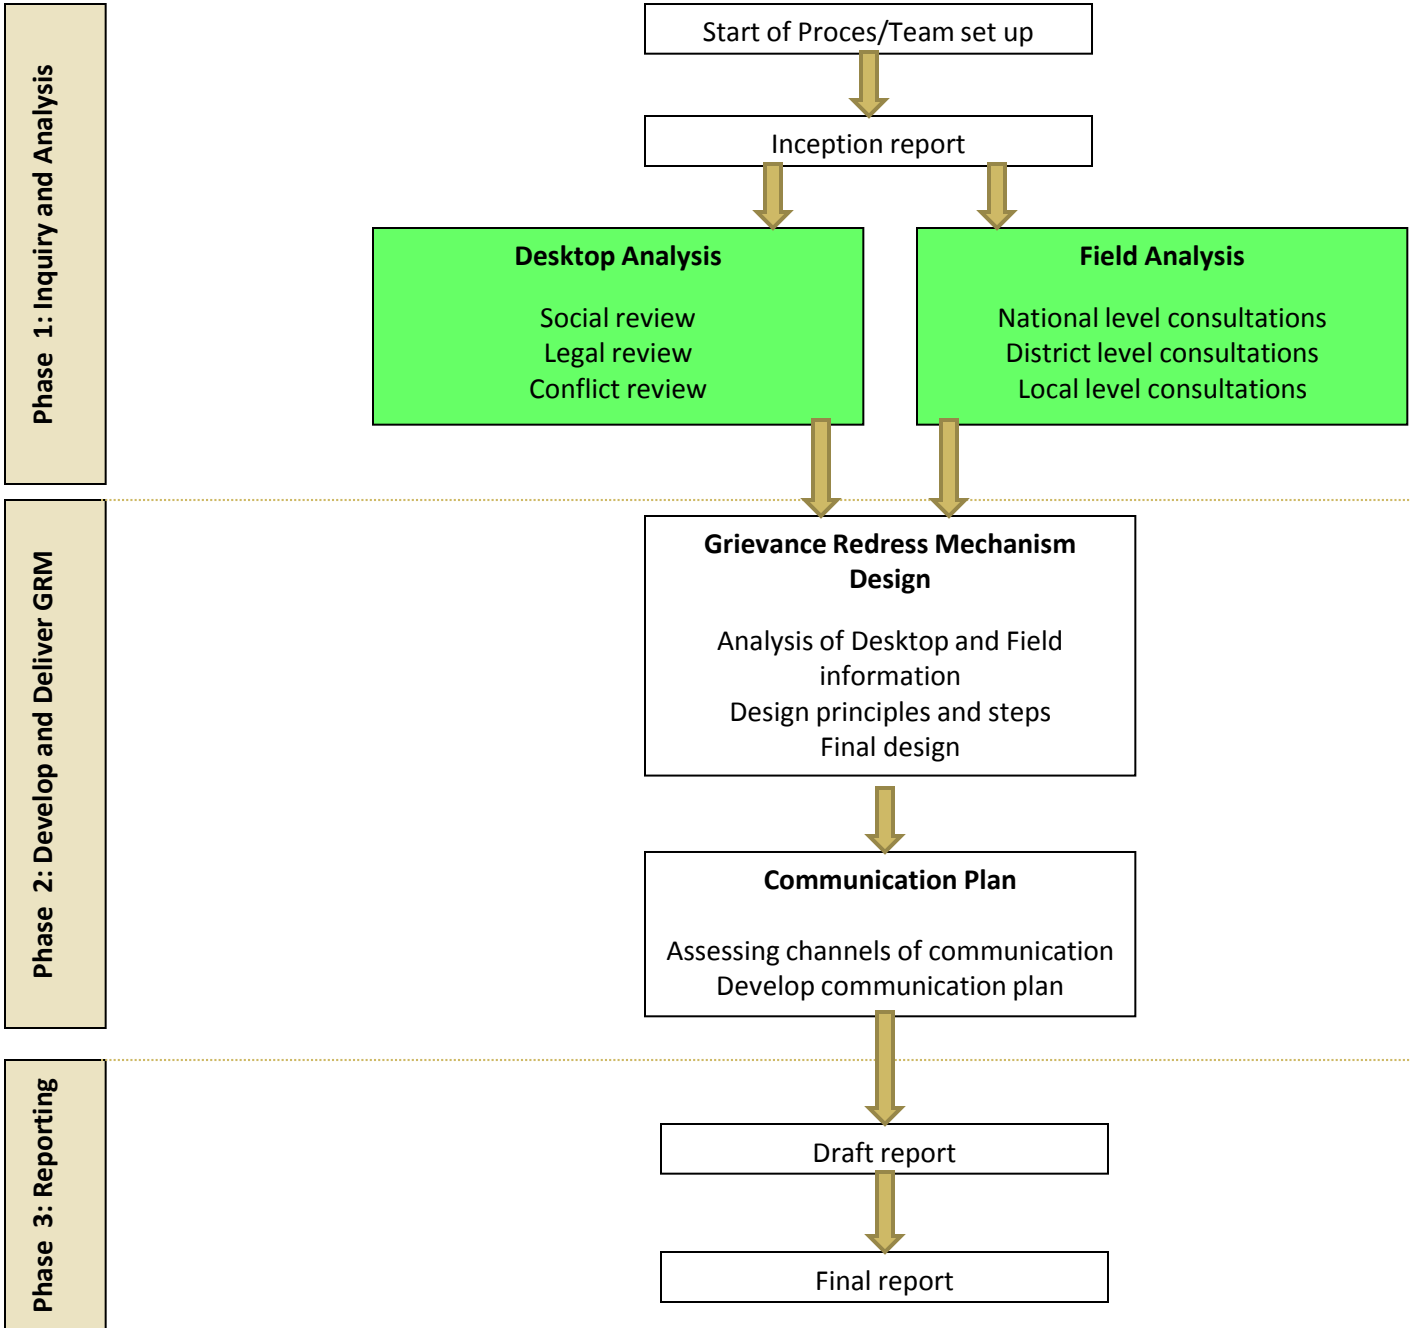 Phase 1: Inquiry and Analysis
Start of Proces/Team set up
Inception report
Desktop Analysis
Social review
Legal review
Conflict review
Field Analysis
National level consultations
District level consultations
Local level consultations
Phase 2: Develop and Deliver GRM
Grievance Redress Mechanism
Design
Analysis of Desktop and Field
information
Design principles and steps
Final design
Communication Plan
Assessing channels of communication
Develop communication plan
Phase 3: Reporting
Draft report
Final report